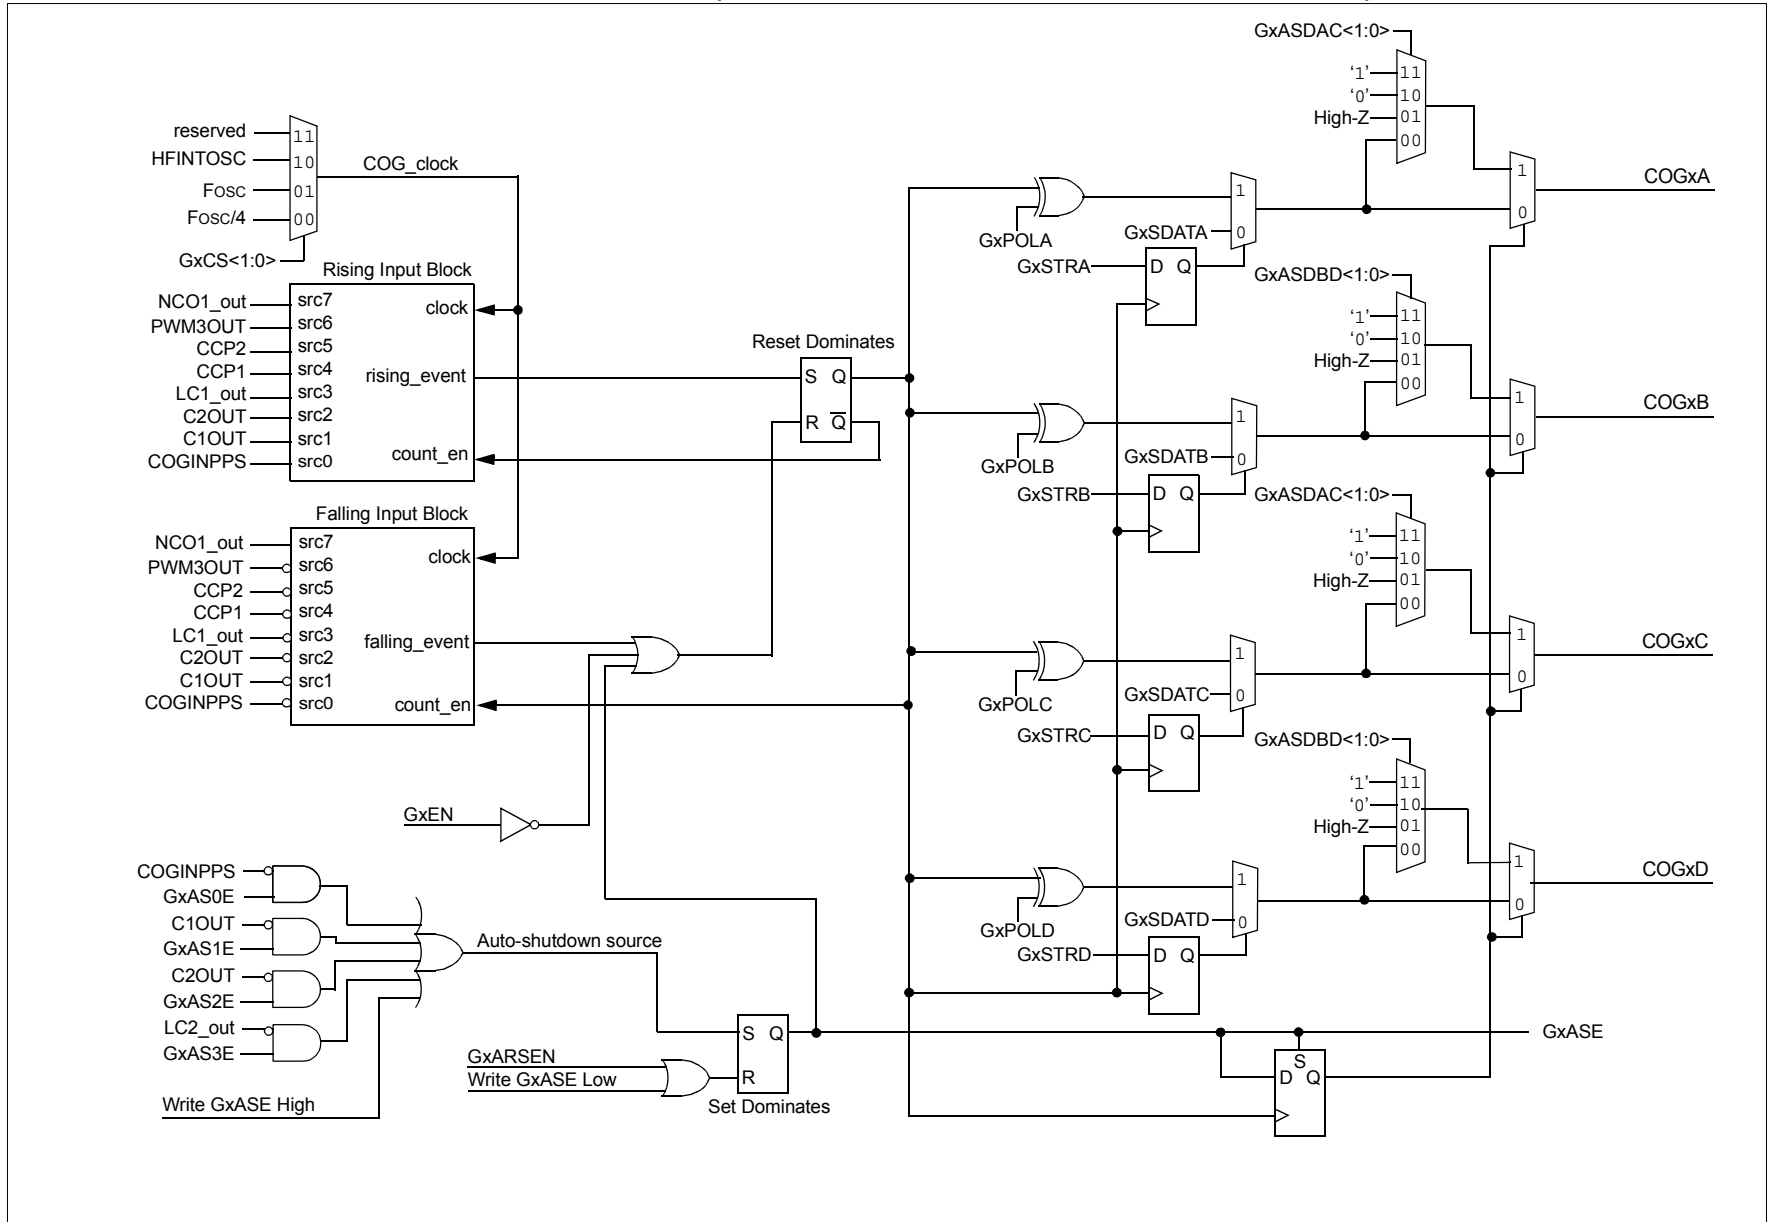 reserved
HFINTOSC
FOSC
FOSC/4
11
10
01
00
COG_clock
GxCS<1:0>
Rising Input Block
NCO1_out
PWM3OUT
CCP2
CCP1
LC1_out
C2OUT
C1OUT
COGINPPS
src7
src6
src5
src4
src3
src2
src1
src0
clock
rising_event
count_en
Reset Dominates
S Q
R Q
Falling Input Block
NCO1_out
PWM3OUT
CCP2
CCP1
LC1_out
C2OUT
C1OUT
COGINPPS
src7
src6
src5
src4
src3
src2
src1
src0
clock
falling_event
count_en
GxEN
COGINPPS
GxAS0E
C1OUT
GxAS1E
C2OUT
GxAS2E
LC2_out
GxAS3E
Auto-shutdown source
Write GxASE High
GxARSEN
Write GxASE Low
S Q
R
Set Dominates
GxASDAC<1:0>
'1'
'0'
High-Z
11
10
01
00
GxPOLA
GxSDATA
GxSTRA
1
0
D Q
1
0
COGxA
GxASDBD<1:0>
'1'
'0'
High-Z
11
10
01
00
GxPOLB
GxSDATB
GxSTRB
1
0
D Q
1
0
COGxB
GxASDAC<1:0>
'1'
'0'
High-Z
11
10
01
00
GxPOLC
GxSDATC
GxSTRC
1
0
D Q
1
0
COGxC
GxASDBD<1:0>
'1'
'0'
High-Z
11
10
01
00
GxPOLD
GxSDATD
GxSTRD
1
0
D Q
1
0
COGxD
GxASE
S
D Q